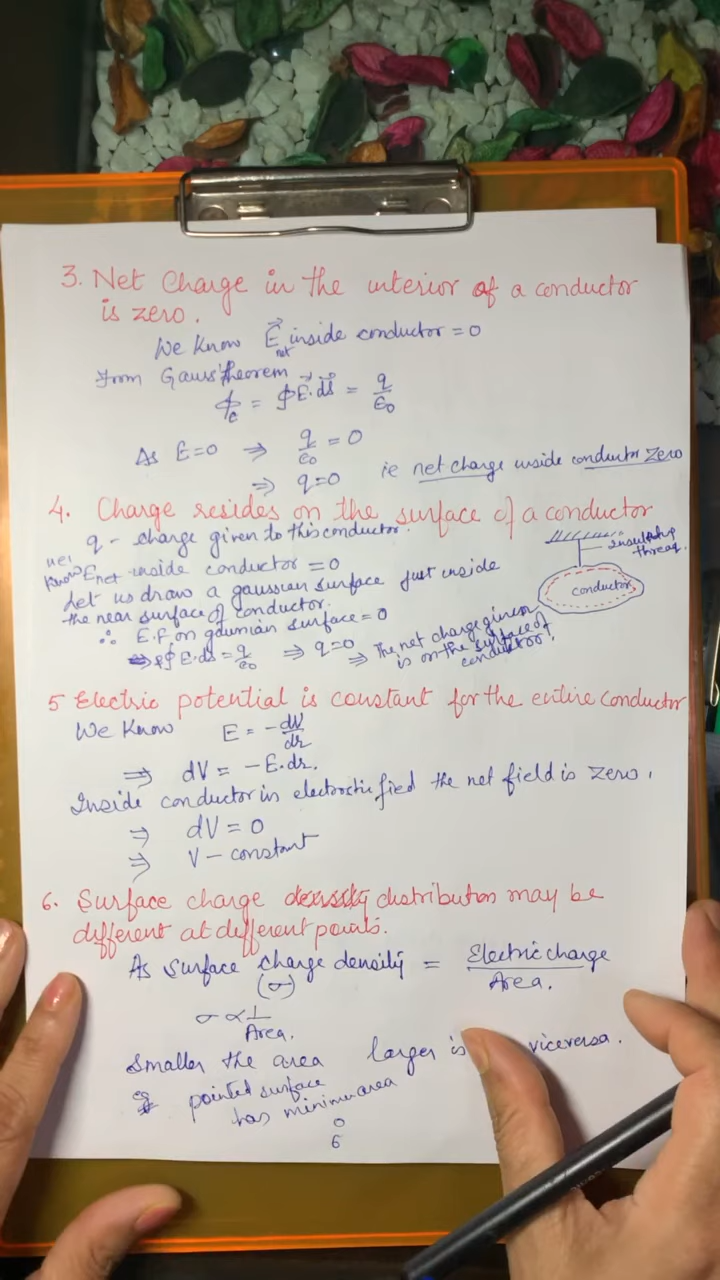 3. Net Charge in the interior of a conductor
is zero.
We Know E⃗net inside conductor = 0
From Gauss theorem
ϕe = ∮E⃗.ds⃗ = q/ε0
As E=0 ⇒ q/ε0 = 0
⇒ q=0 ie net charge inside conductor zero
4. Charge resides on the surface of a conductor
q - charge given to this conductor.
we
know Enet inside conductor = 0
Let us draw a gaussian surface just inside
the near surface of conductor.
∴ E.F. on gaussian surface = 0
⇒ ∮ E.ds = q/ε0 ⇒ q=0 ⇒ The net charge given
is on the surface of
conductor!
insulating
thread.
conductor
5 Electric potential is constant for the entire conductor
We Know E = -dV/dr
⇒ dV = -E.dr.
Inside conductor in electrostic fied the net field is zero.
⇒ dV = 0
⇒ V - constant
6. Surface charge distribution may be
different at different points.
As surface charge density = Electric charge/Area.
(σ)
σ ∝ 1/Area.
Smaller the area larger is viceversa.
eg pointed surface
has minimum area
6